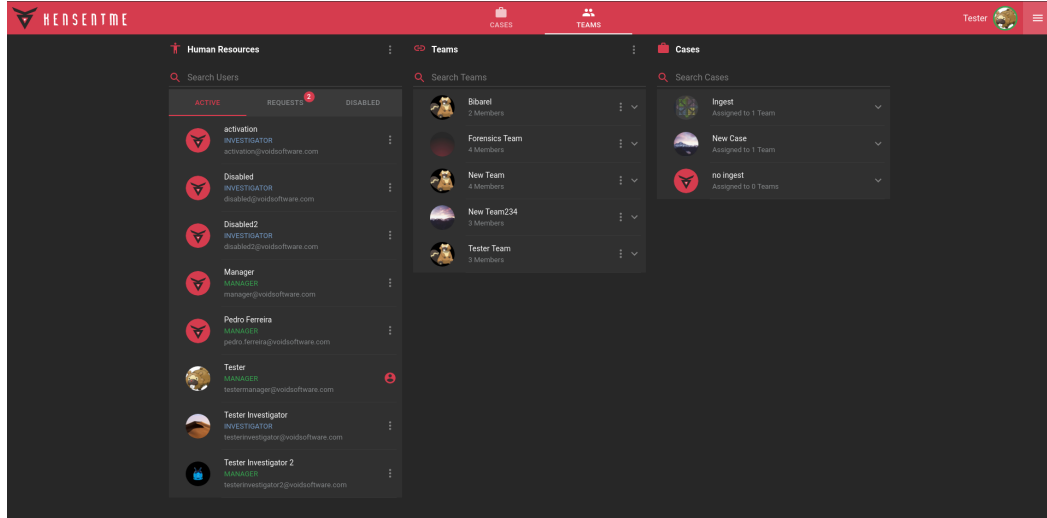 HENSENTME
CASES
TEAMS
Tester
Human Resources
Search Users
ACTIVE
REQUESTS
2
DISABLED
activation
INVESTIGATOR
activation@voidsoftware.com
Disabled
INVESTIGATOR
disabled@voidsoftware.com
Disabled2
INVESTIGATOR
disabled2@voidsoftware.com
Manager
MANAGER
manager@voidsoftware.com
Pedro Ferreira
MANAGER
pedro.ferreira@voidsoftware.com
Tester
MANAGER
testermanager@voidsoftware.com
Tester Investigator
INVESTIGATOR
testerinvestigator@voidsoftware.com
Tester Investigator 2
MANAGER
testerinvestigator2@voidsoftware.com
Teams
Search Teams
Bibarel
2 Members
Forensics Team
4 Members
New Team
4 Members
New Team234
3 Members
Tester Team
3 Members
Cases
Search Cases
Ingest
Assigned to 1 Team
New Case
Assigned to 1 Team
no ingest
Assigned to 0 Teams